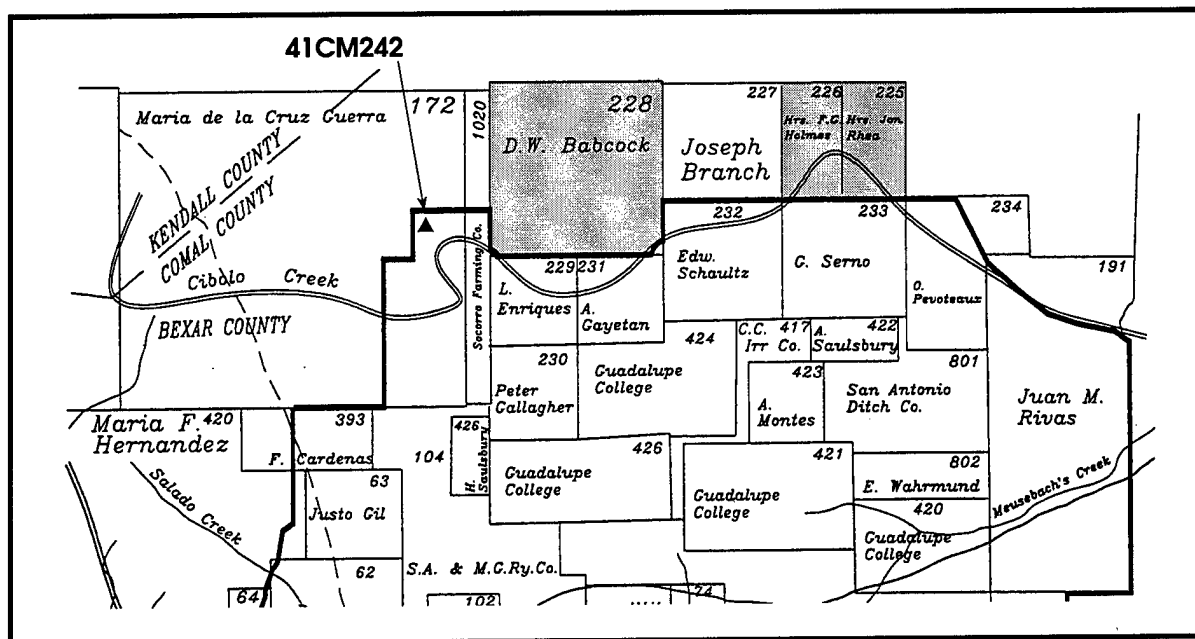 41CM242
Maria de la Cruz Guerra
172
1020
228
D.W. Babcock
227
Joseph
Branch
226
Hrs. F.G.
Holmes
225
Hrs. Jon.
Rhea
KENDALL COUNTY
COMAL COUNTY
Cibolo Creek
BEXAR COUNTY
Socorro Farming Co.
229
L.
Enriques
231
A.
Gayetan
232
Edw.
Schaultz
233
G. Serno
234
191
O.
Pevoteaux
230
Peter
Gallagher
424
Guadalupe
College
C.C. 417
Irr Co.
422
A.
Saulsbury
423
A.
Montes
801
San Antonio
Ditch Co.
Juan M.
Rivas
Maria F. 420
Hernandez
393
F. Cardenas
104
426
H.
Saulsbury
426
Guadalupe
College
421
Guadalupe
College
802
E. Wahrmund
420
Guadalupe
College
Meusebach's Creek
Salado Creek
63
Justo Gil
62
S.A. & M.G.Ry.Co.
64
102
74